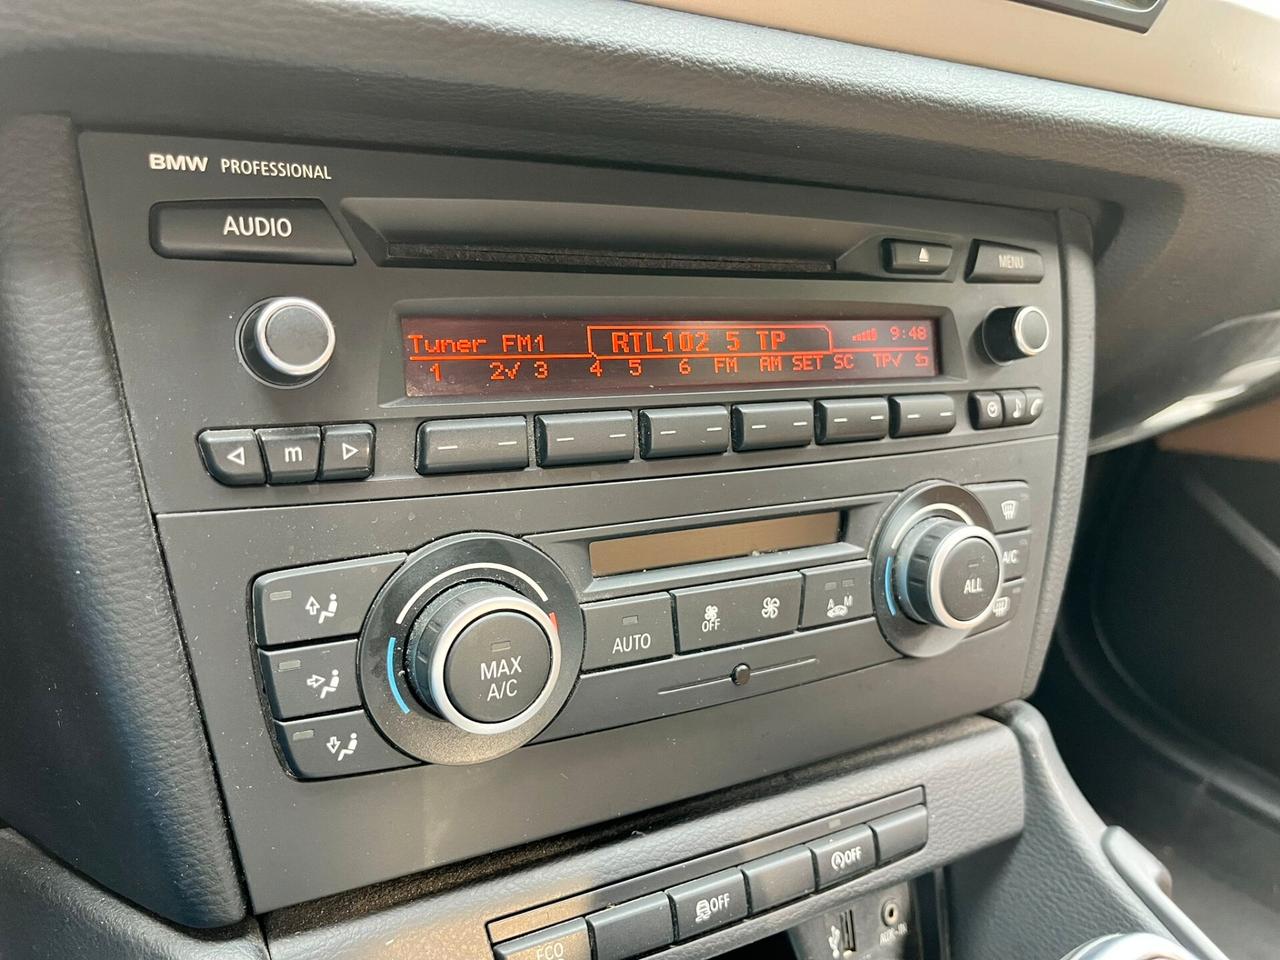 BMW PROFESSIONAL
AUDIO
MENU
Tuner FM1 RTL102 5 TP 9:48
1 2✓ 3 4 5 6 FM AM SET SC TP✓
m
MAX
A/C
AUTO
OFF
A M
ALL
A/C
ECO
OFF
OFF
AUX-IN